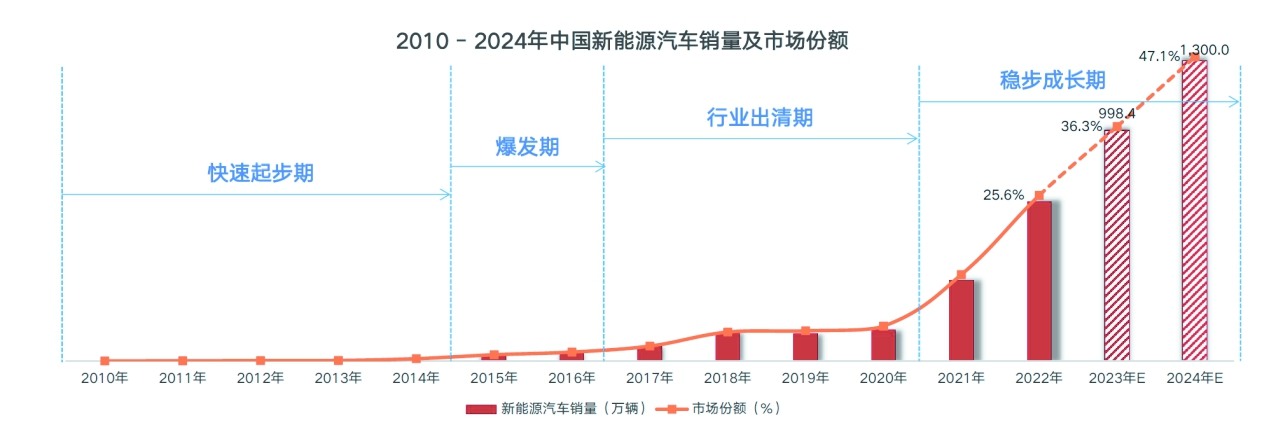 2010 - 2024年中国新能源汽车销量及市场份额
47.1% 1,300.0
稳步成长期
行业出清期
998.4
36.3%
爆发期
快速起步期
25.6%
2010年 2011年 2012年 2013年 2014年 2015年 2016年 2017年 2018年 2019年 2020年 2021年 2022年 2023年E 2024年E
新能源汽车销量（万辆） 市场份额（%）